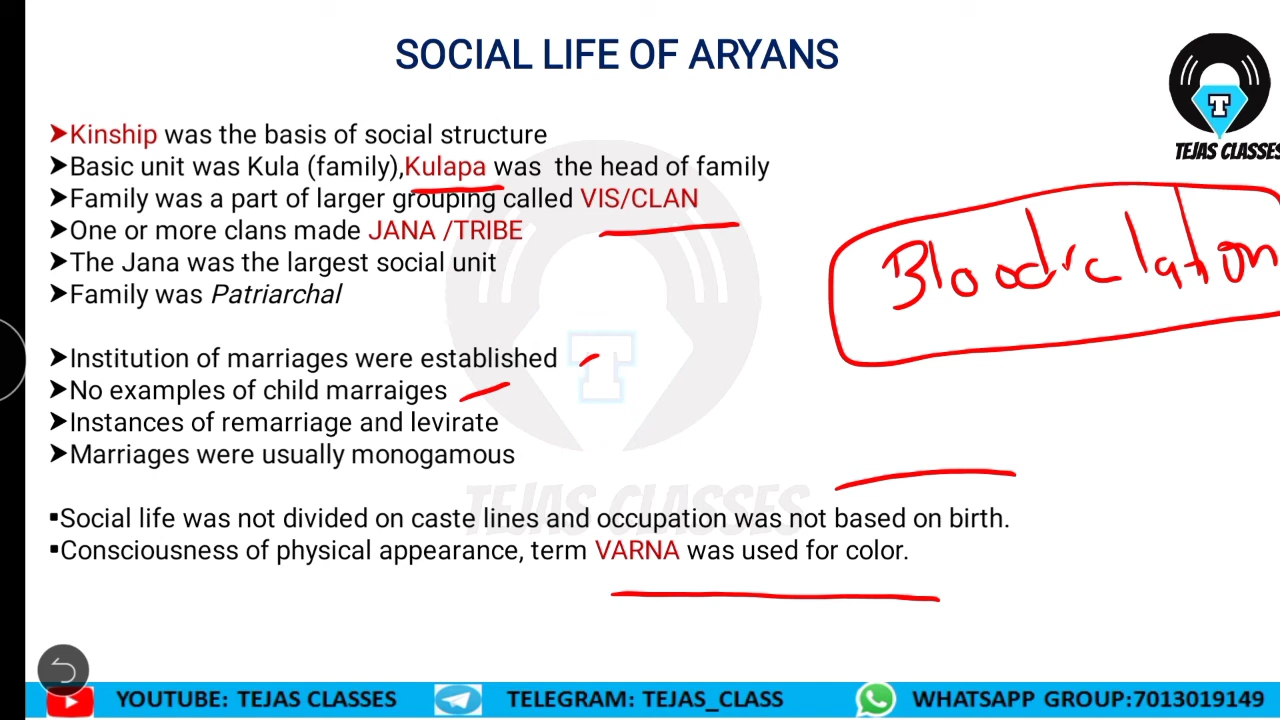 SOCIAL LIFE OF ARYANS
T
TEJAS CLASSES
➤Kinship was the basis of social structure
➤Basic unit was Kula (family),Kulapa was the head of family
➤Family was a part of larger grouping called VIS/CLAN
➤One or more clans made JANA /TRIBE
➤The Jana was the largest social unit
➤Family was Patriarchal
Blood relation
➤Institution of marriages were established
➤No examples of child marraiges
➤Instances of remarriage and levirate
➤Marriages were usually monogamous
T
TEJAS CLASSES
▪Social life was not divided on caste lines and occupation was not based on birth.
▪Consciousness of physical appearance, term VARNA was used for color.
YOUTUBE: TEJAS CLASSES TELEGRAM: TEJAS_CLASS WHATSAPP GROUP:7013019149